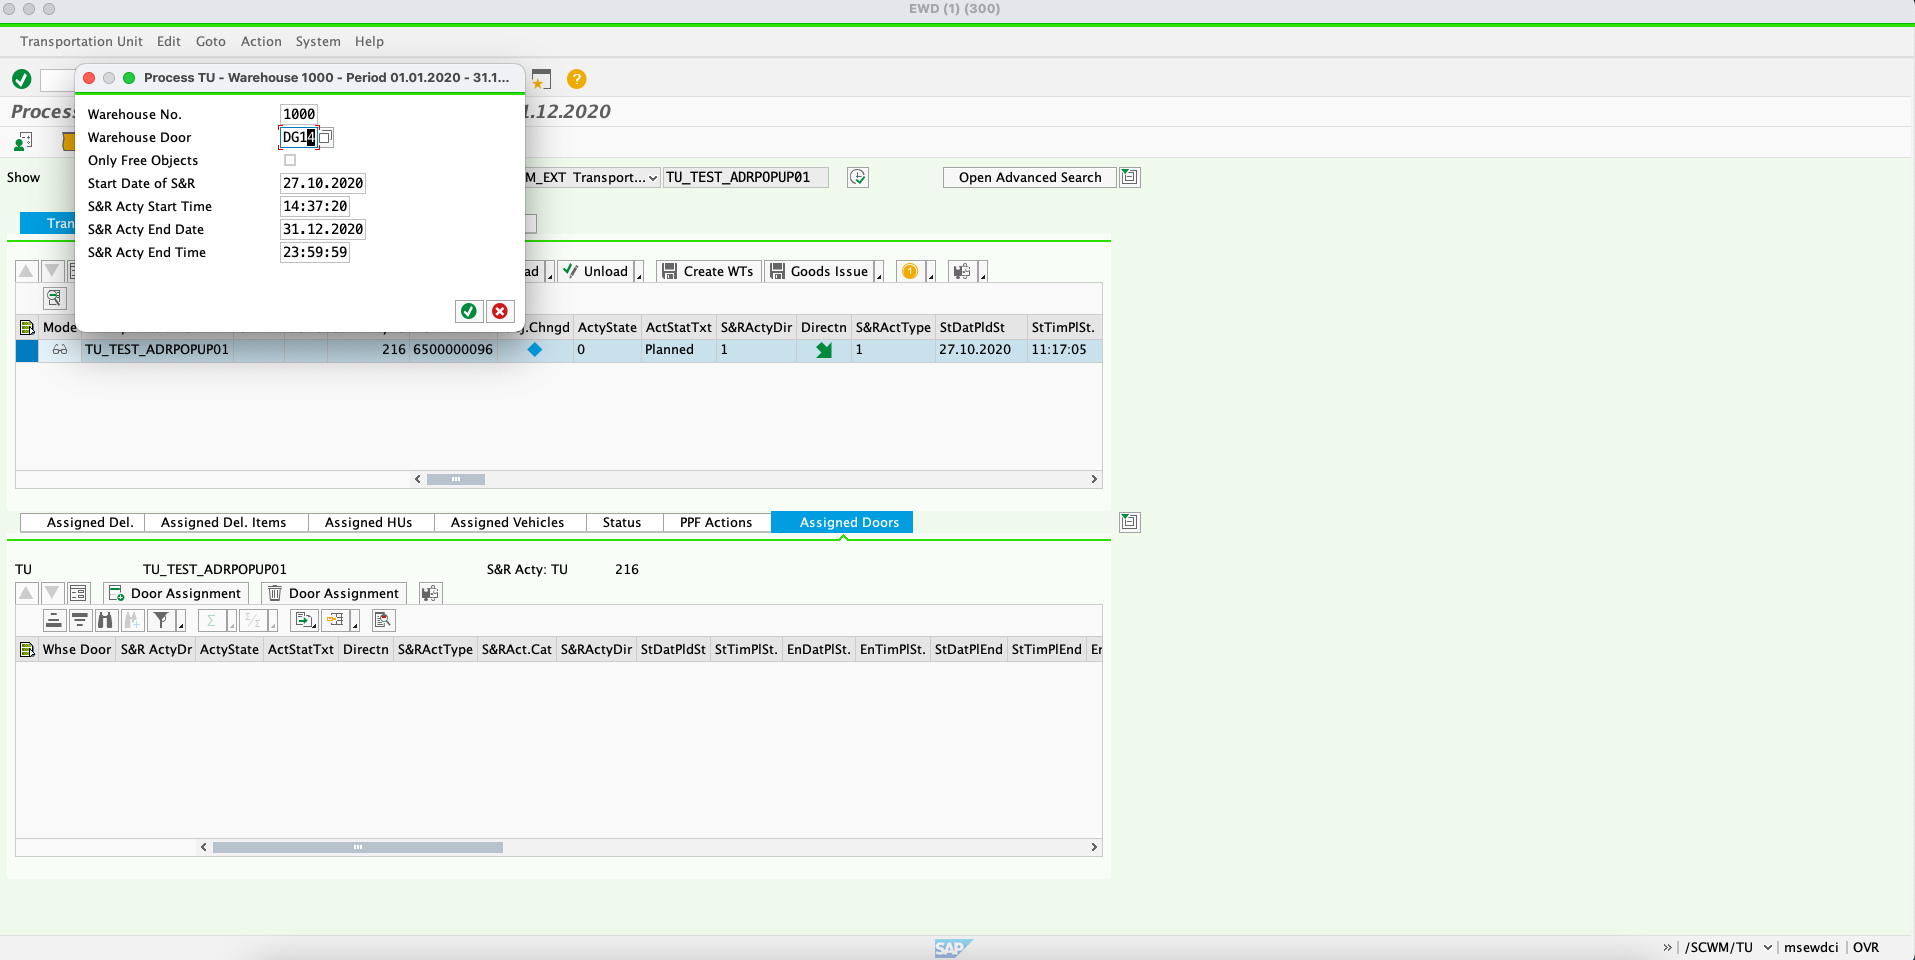 EWD (1) (300)
Transportation Unit Edit Goto Action System Help
Process TU - Warehouse 1000 - Period 01.01.2020 - 31.1...
Process
1.12.2020
Warehouse No. 1000
Warehouse Door DG14
Only Free Objects
Start Date of S&R 27.10.2020
S&R Acty Start Time 14:37:20
S&R Acty End Date 31.12.2020
S&R Acty End Time 23:59:59
Show M_EXT Transport... TU_TEST_ADRPOPUP01 Open Advanced Search
Tran
ad Unload Create WTs Goods Issue
Mode j.Chngd ActyState ActStatTxt S&RActyDir Directn S&RActType StDatPldSt StTimPlSt.
TU_TEST_ADRPOPUP01 216 6500000096 0 Planned 1 1 27.10.2020 11:17:05
Assigned Del. Assigned Del. Items Assigned HUs Assigned Vehicles Status PPF Actions Assigned Doors
TU TU_TEST_ADRPOPUP01 S&R Acty: TU 216
Door Assignment Door Assignment
Whse Door S&R ActyDr ActyState ActStatTxt Directn S&RActType S&RAct.Cat S&RActyDir StDatPldSt StTimPlSt. EnDatPlSt. EnTimPlSt. StDatPlEnd StTimPlEnd Er
SAP /SCWM/TU msewdci OVR